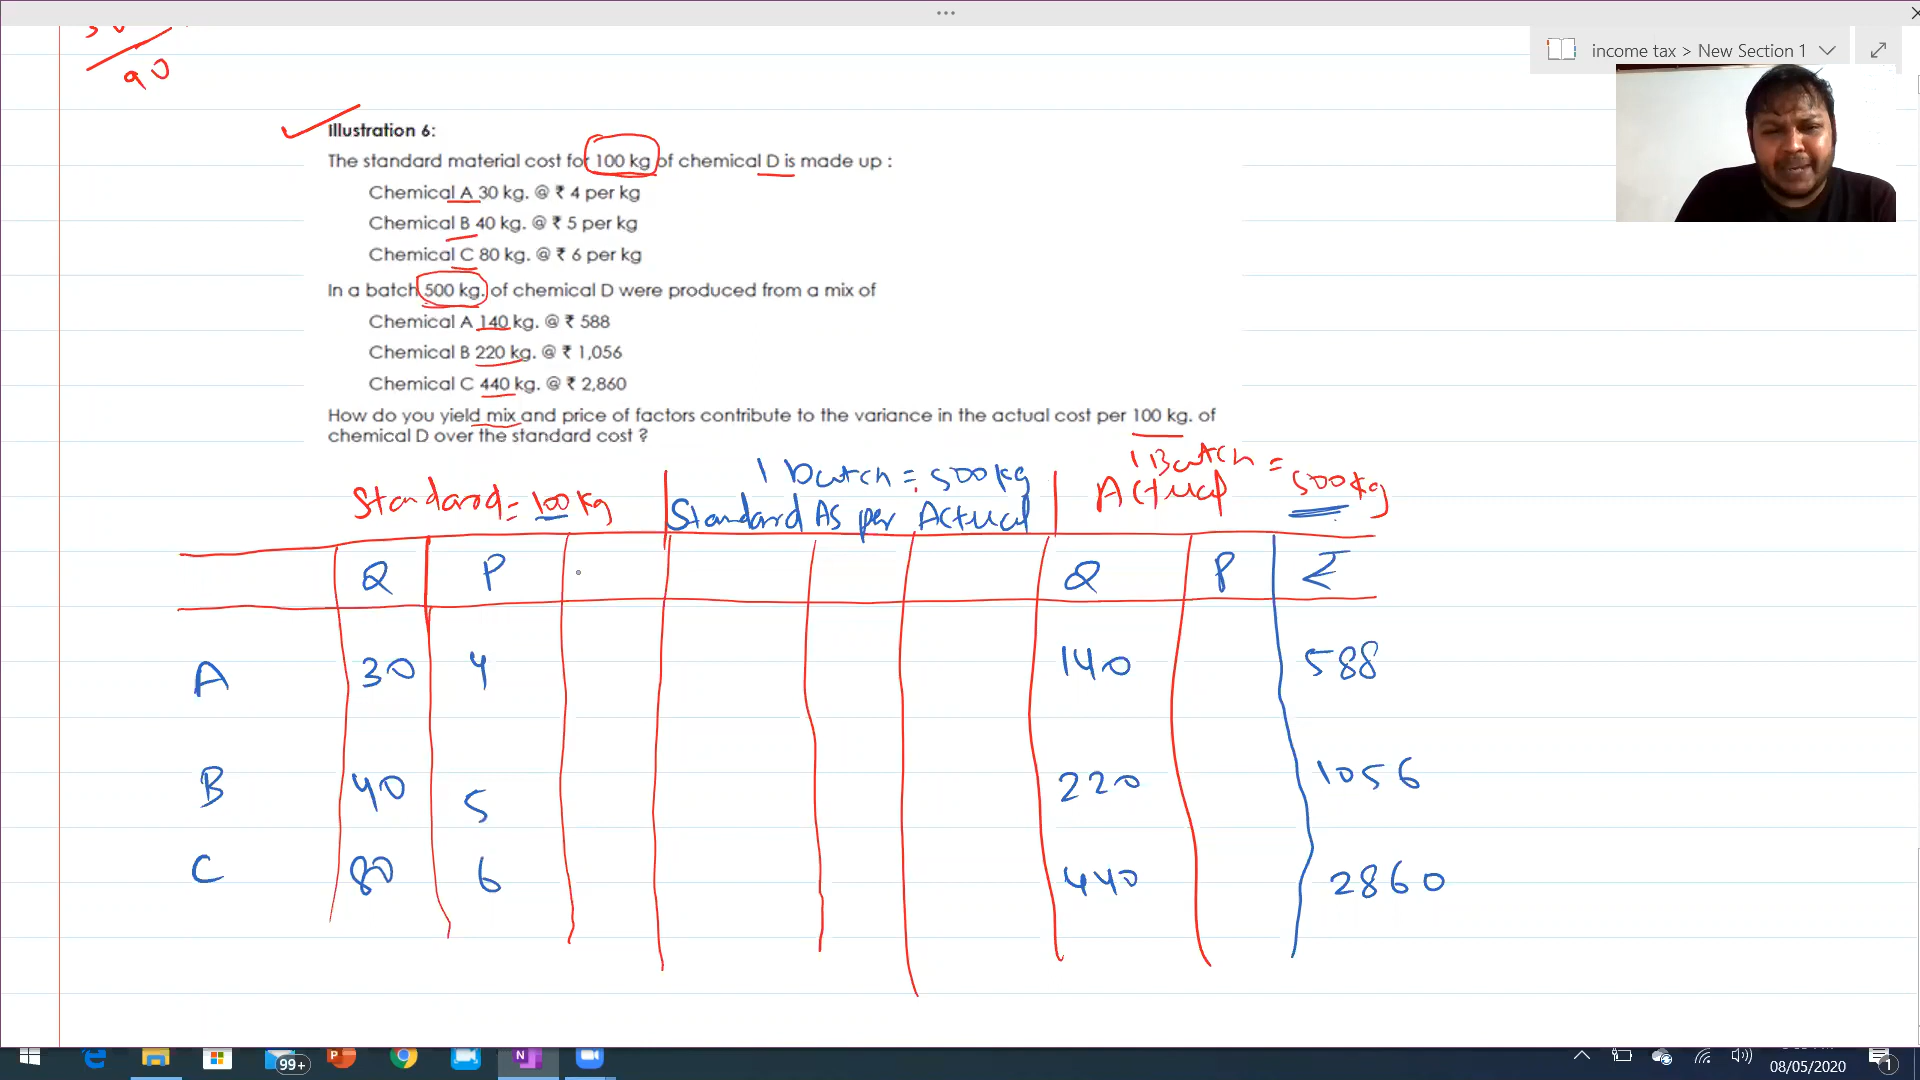 90
income tax > New Section 1
Illustration 6:
The standard material cost for 100 kg of chemical D is made up :
Chemical A 30 kg. @ ₹ 4 per kg
Chemical B 40 kg. @ ₹ 5 per kg
Chemical C 80 kg. @ ₹ 6 per kg
In a batch 500 kg. of chemical D were produced from a mix of
Chemical A 140 kg. @ ₹ 588
Chemical B 220 kg. @ ₹ 1,056
Chemical C 440 kg. @ ₹ 2,860
How do you yield mix and price of factors contribute to the variance in the actual cost per 100 kg. of
chemical D over the standard cost ?
1 batch = 500kg
1 Batch =
Standard = 100 kg
Standard As per Actual
Actual 500kg
Q P Q P ₹
A 30 4 140 588
B 40 5 220 1056
C 80 6 440 2860
99+
08/05/2020
1